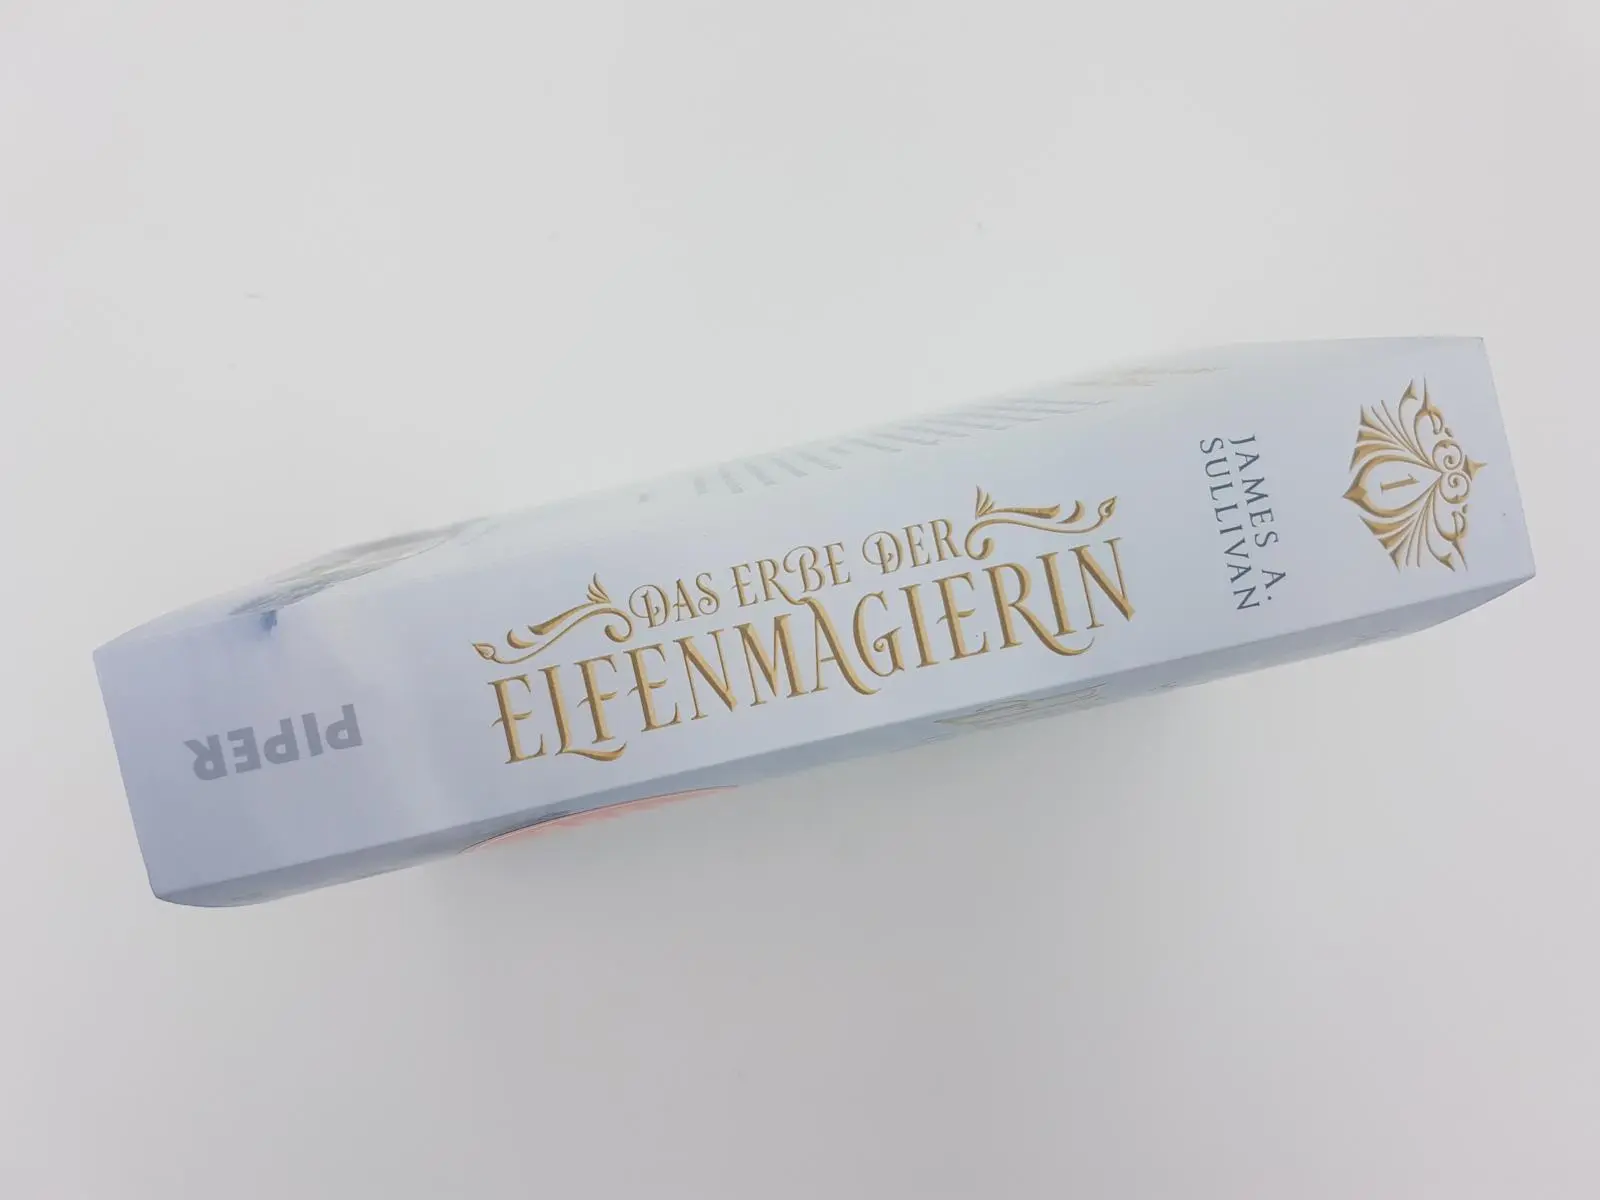 1
JAMES A.
SULLIVAN
DAS ERBE DER
ELFENMAGIERIN
PIPER